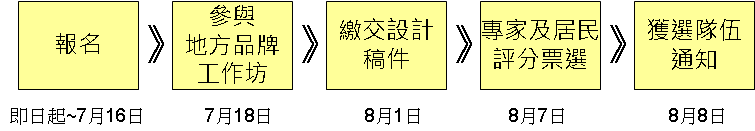 報名
》
參與
地方品牌
工作坊
》
繳交設計
稿件
》
專家及居民
評分票選
》
獲選隊伍
通知
即日起~7月16日
7月18日
8月1日
8月7日
8月8日